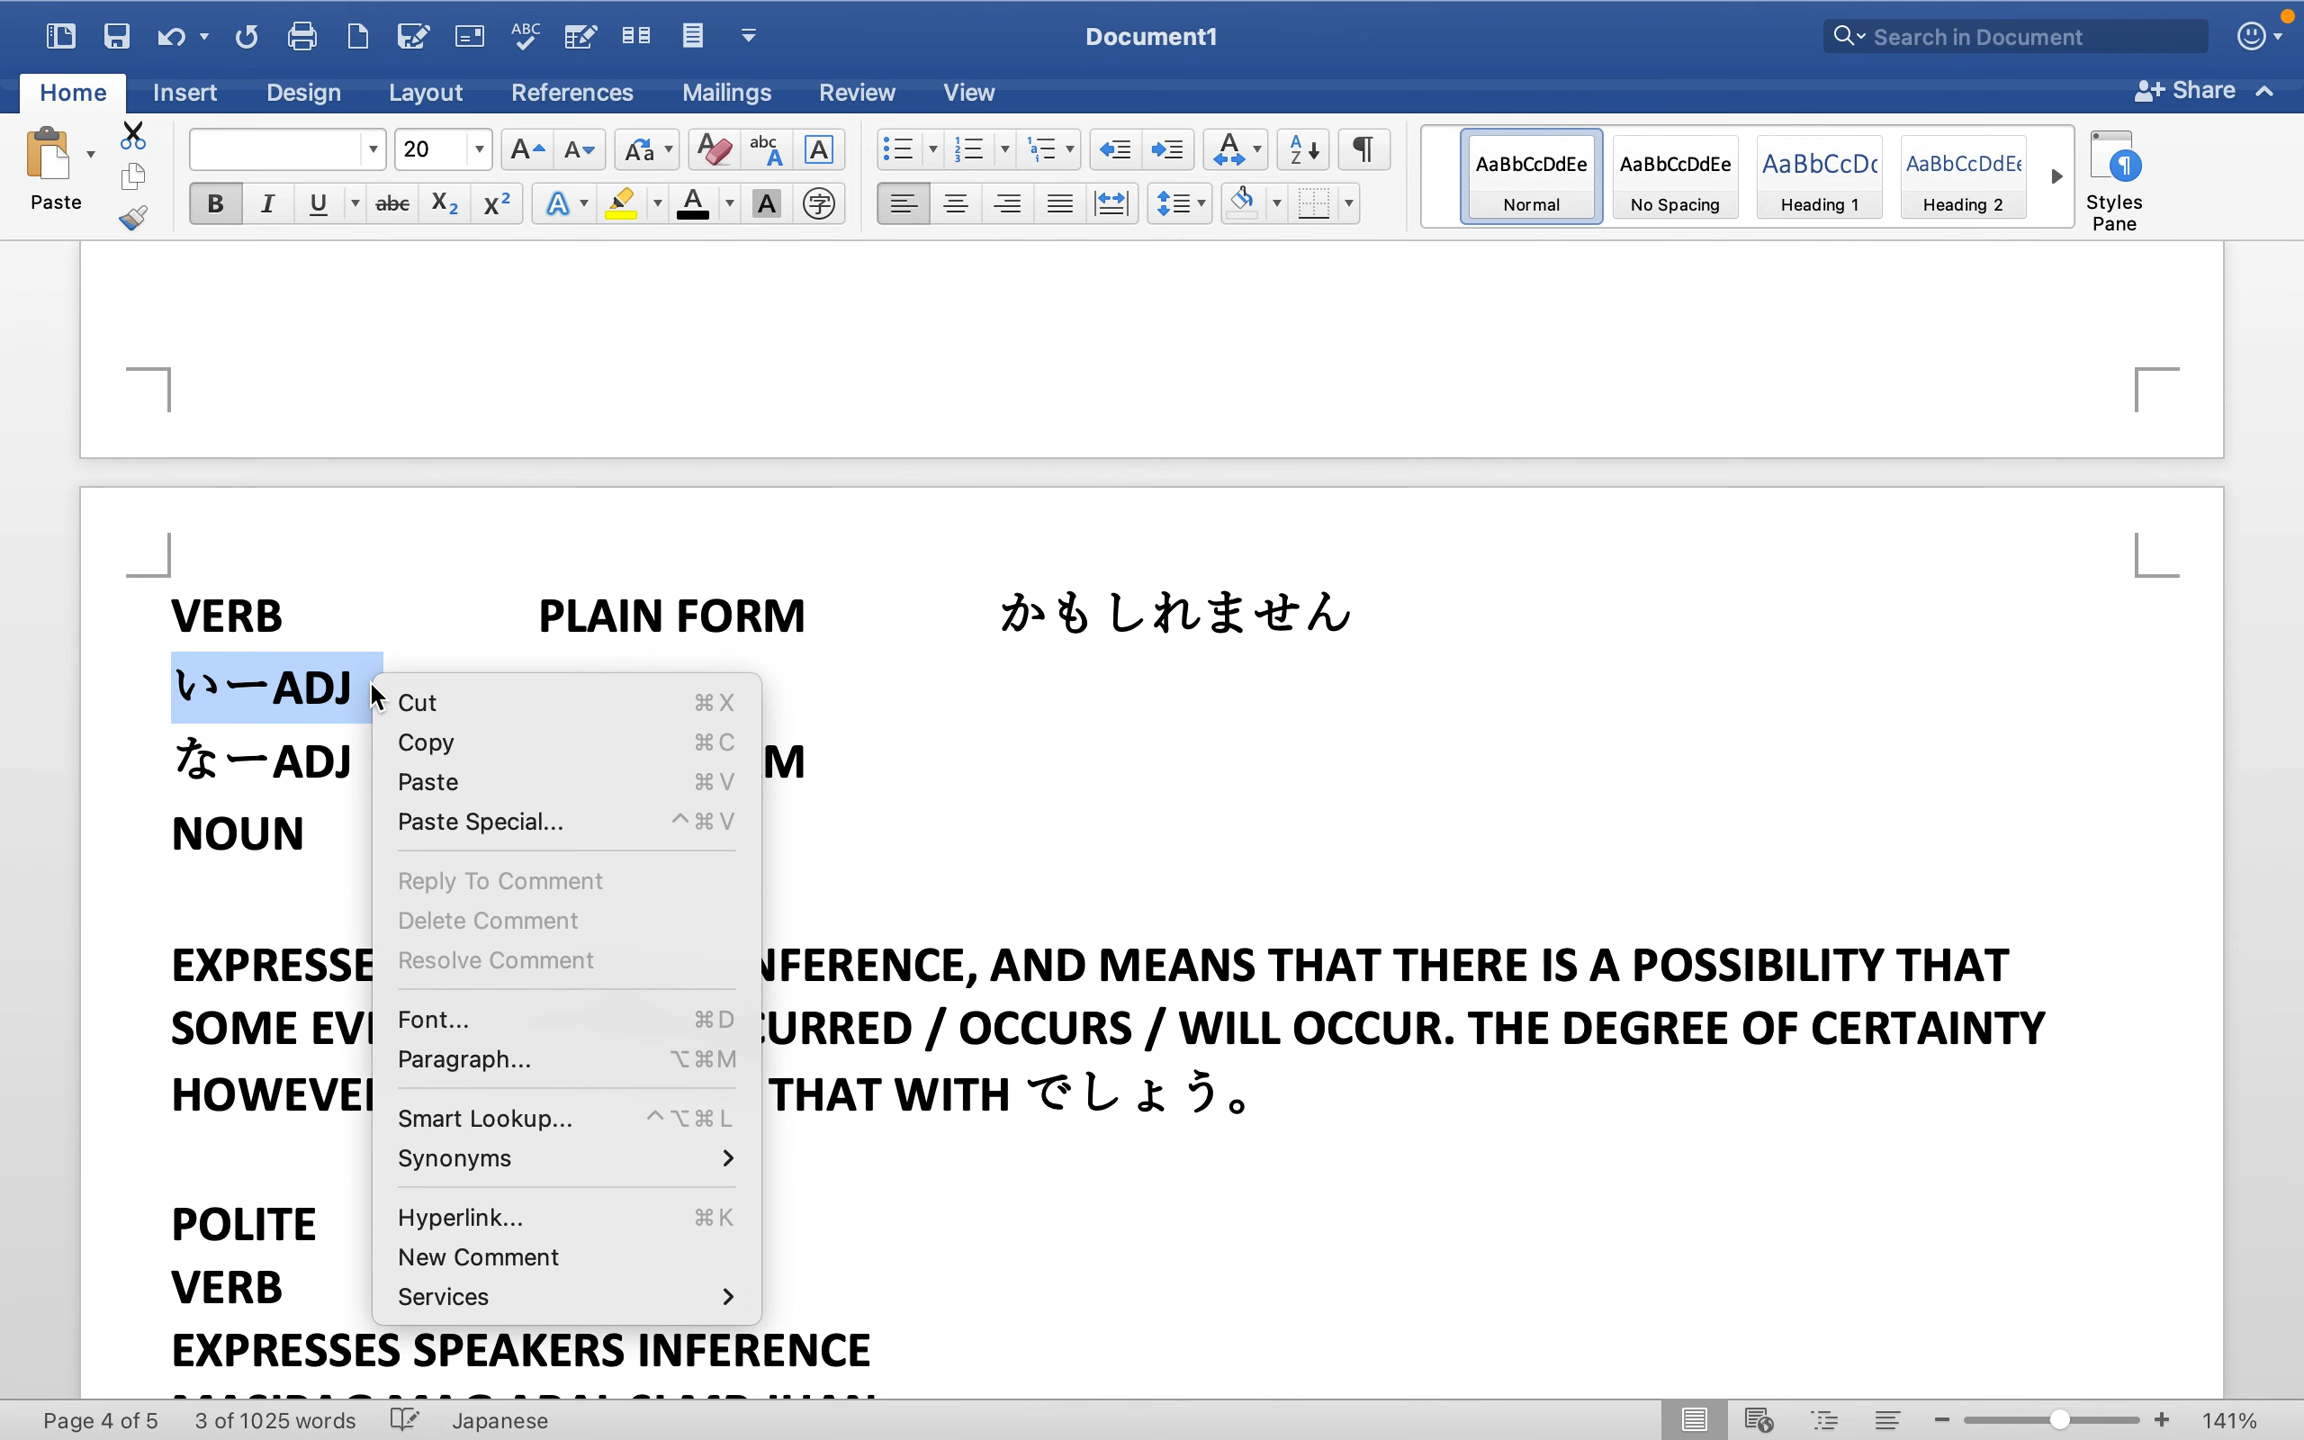 Document1
Search in Document
Home Insert Design Layout References Mailings Review View Share
Paste
20
AaBbCcDdEe AaBbCcDdEe AaBbCcDc AaBbCcDdEe
Normal No Spacing Heading 1 Heading 2
Styles Pane
VERB PLAIN FORM かもしれません
いーADJ
なーADJ M
NOUN
Cut ⌘X
Copy ⌘C
Paste ⌘V
Paste Special... ^⌘V
Reply To Comment
Delete Comment
Resolve Comment
Font... ⌘D
Paragraph... ⌥⌘M
Smart Lookup... ^⌥⌘L
Synonyms
Hyperlink... ⌘K
New Comment
Services
EXPRESSE NFERENCE, AND MEANS THAT THERE IS A POSSIBILITY THAT
SOME EVE CURRED / OCCURS / WILL OCCUR. THE DEGREE OF CERTAINTY
HOWEVER THAT WITH でしょう。
POLITE
VERB
EXPRESSES SPEAKERS INFERENCE
Page 4 of 5 3 of 1025 words Japanese 141%